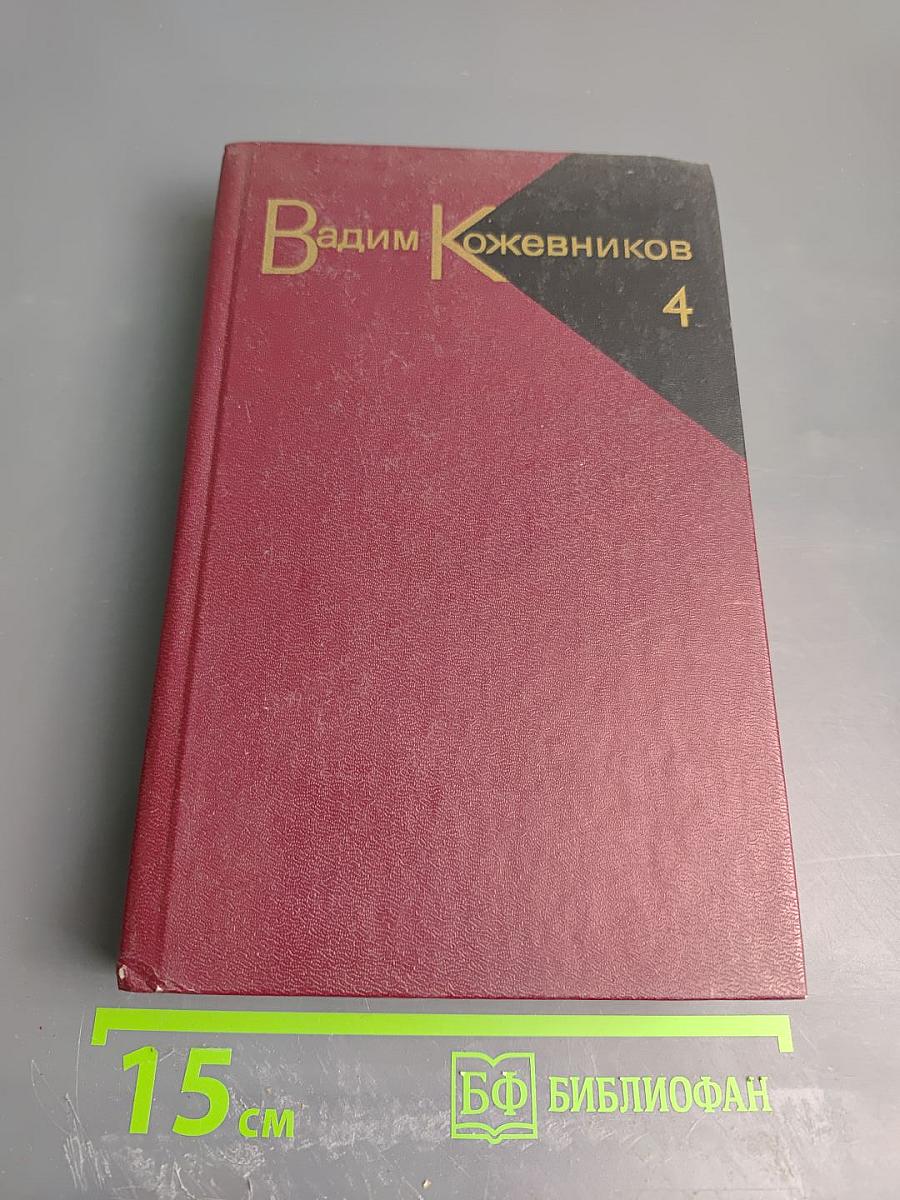 Вадим Кожевников
4
15 см
БФ БИБЛИОФАН